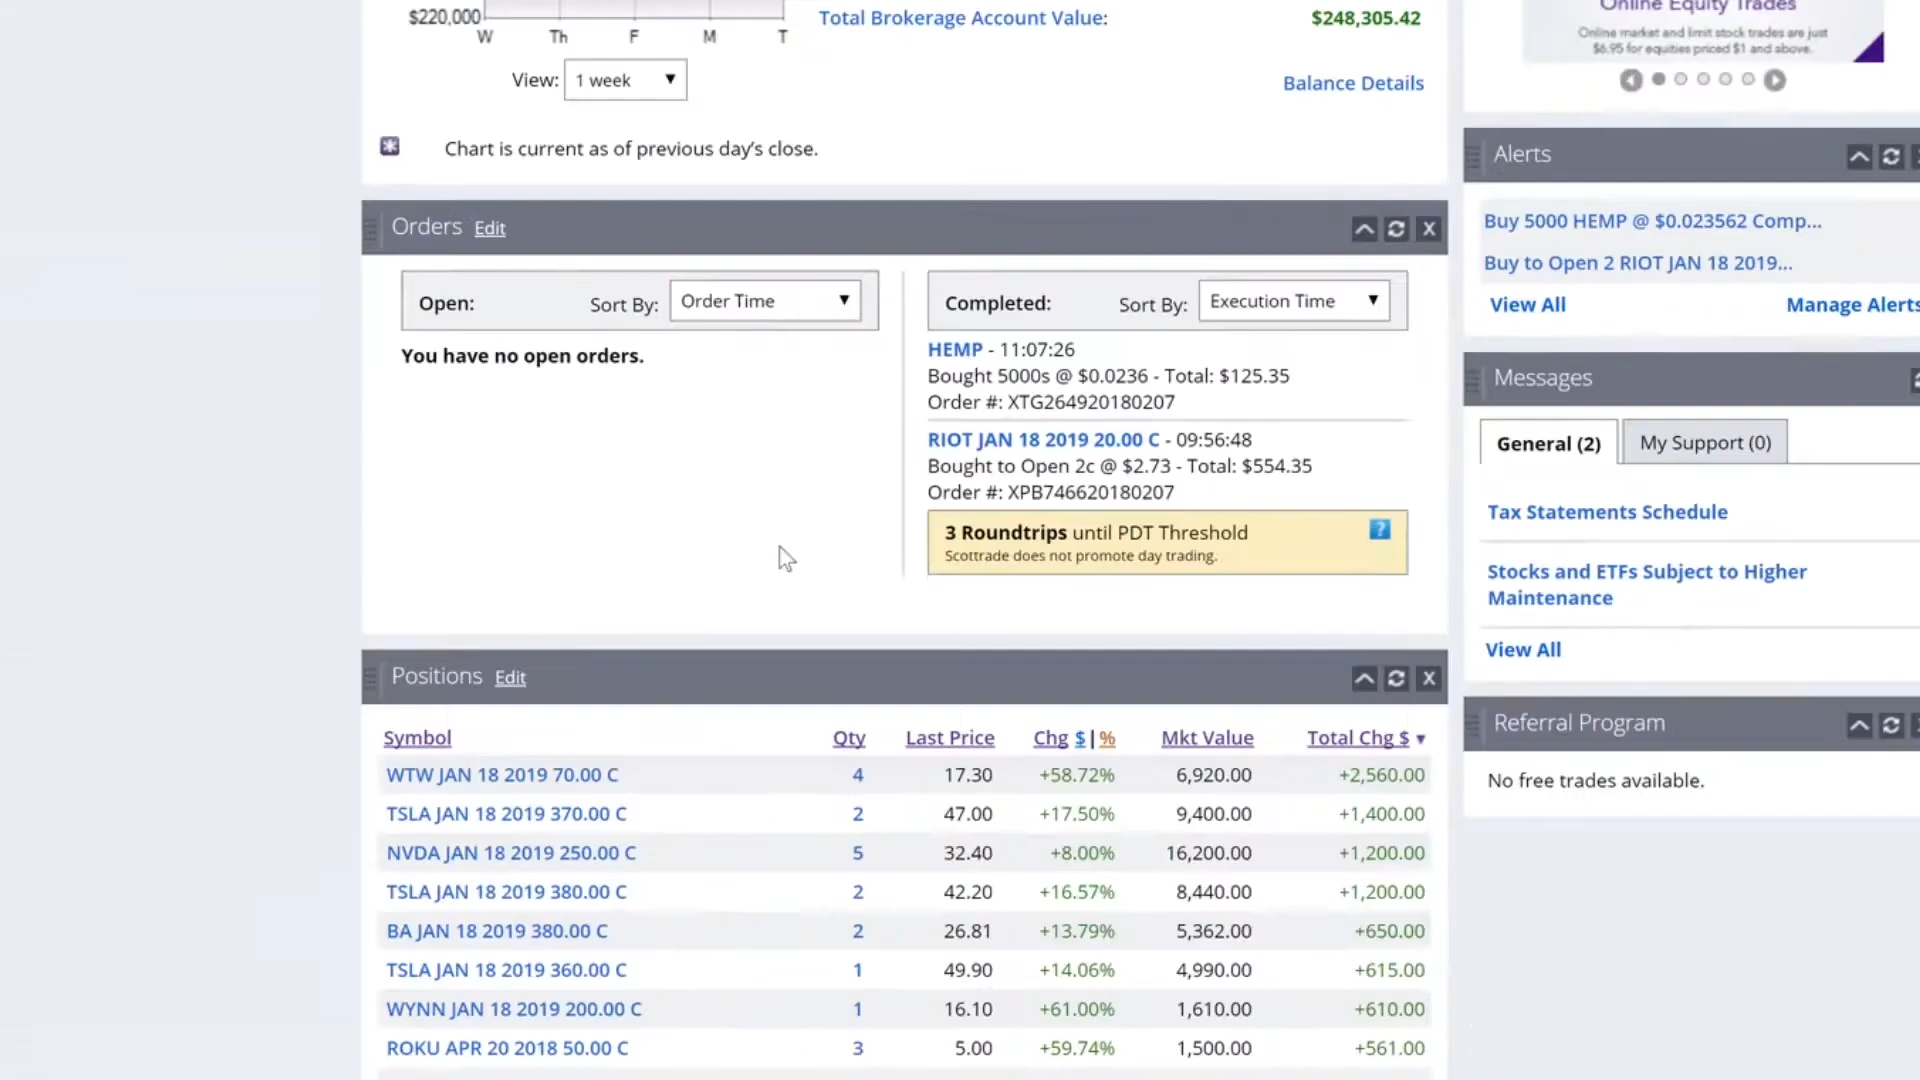 $220,000
W Th F M T
Total Brokerage Account Value: $248,305.42
View: 1 week
Balance Details
Chart is current as of previous day's close.
Orders Edit
Open: Sort By: Order Time
You have no open orders.
Completed: Sort By: Execution Time
HEMP - 11:07:26
Bought 5000s @ $0.0236 - Total: $125.35
Order #: XTG264920180207
RIOT JAN 18 2019 20.00 C - 09:56:48
Bought to Open 2c @ $2.73 - Total: $554.35
Order #: XPB746620180207
3 Roundtrips until PDT Threshold
Scottrade does not promote day trading.
Positions Edit
Symbol Qty Last Price Chg $|% Mkt Value Total Chg $
WTW JAN 18 2019 70.00 C 4 17.30 +58.72% 6,920.00 +2,560.00
TSLA JAN 18 2019 370.00 C 2 47.00 +17.50% 9,400.00 +1,400.00
NVDA JAN 18 2019 250.00 C 5 32.40 +8.00% 16,200.00 +1,200.00
TSLA JAN 18 2019 380.00 C 2 42.20 +16.57% 8,440.00 +1,200.00
BA JAN 18 2019 380.00 C 2 26.81 +13.79% 5,362.00 +650.00
TSLA JAN 18 2019 360.00 C 1 49.90 +14.06% 4,990.00 +615.00
WYNN JAN 18 2019 200.00 C 1 16.10 +61.00% 1,610.00 +610.00
ROKU APR 20 2018 50.00 C 3 5.00 +59.74% 1,500.00 +561.00
Online Equity Trades
Online market and limit stock trades are just
$6.95 for equities priced $1 and above.
Alerts
Buy 5000 HEMP @ $0.023562 Comp...
Buy to Open 2 RIOT JAN 18 2019...
View All Manage Alerts
Messages
General (2) My Support (0)
Tax Statements Schedule
Stocks and ETFs Subject to Higher
Maintenance
View All
Referral Program
No free trades available.